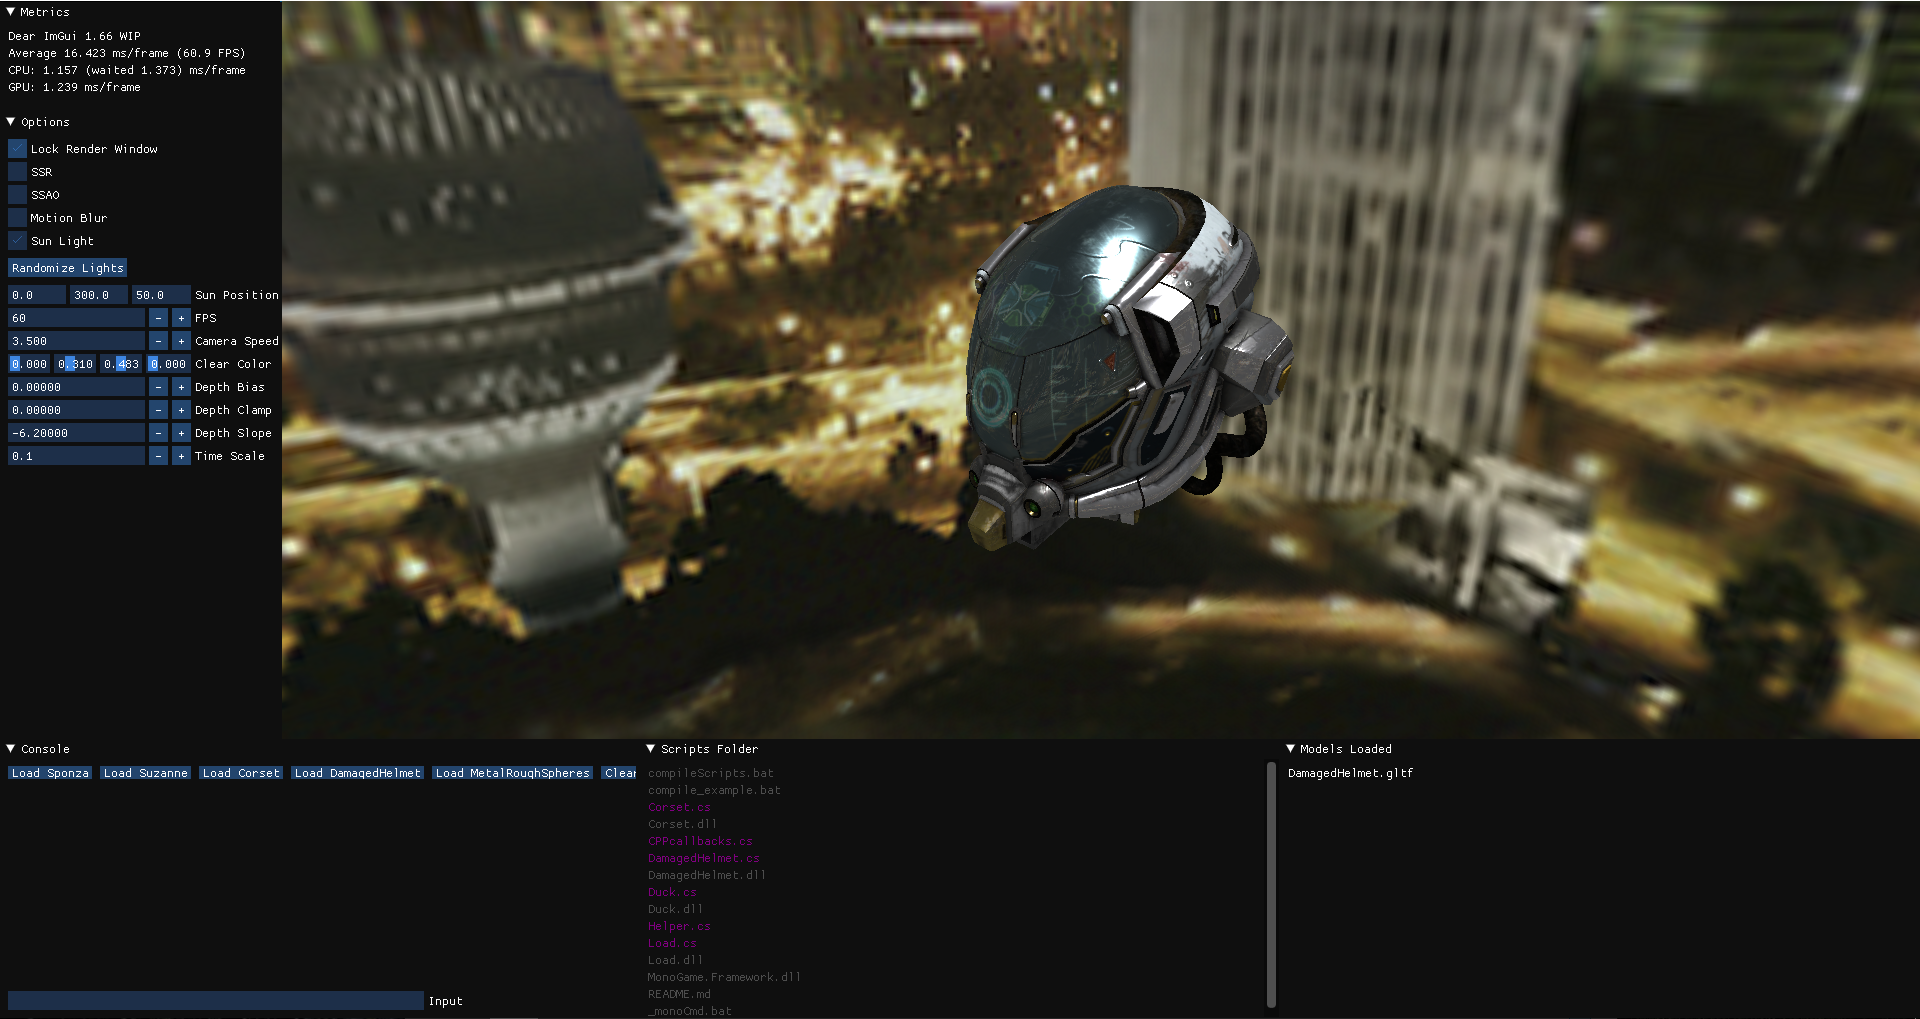 Metrics
Dear ImGui 1.66 WIP
Average 16.423 ms/frame (60.9 FPS)
CPU: 1.157 (waited 1.373) ms/frame
GPU: 1.239 ms/frame
Options
Lock Render Window
SSR
SSAO
Motion Blur
Sun Light
Randomize Lights
0.0 300.0 50.0 Sun Position
60 - + FPS
3.500 - + Camera Speed
0.000 0.310 0.483 0.000 Clear Color
0.00000 - + Depth Bias
0.00000 - + Depth Clamp
-6.20000 - + Depth Slope
0.1 - + Time Scale
Console
Load Sponza Load Suzanne Load Corset Load DamagedHelmet Load MetalRoughSpheres Clear
Input
Scripts Folder
compileScripts.bat
compile_example.bat
Corset.cs
Corset.dll
CPPcallbacks.cs
DamagedHelmet.cs
DamagedHelmet.dll
Duck.cs
Duck.dll
Helper.cs
Load.cs
Load.dll
MonoGame.Framework.dll
README.md
_monoCmd.bat
Models Loaded
DamagedHelmet.gltf